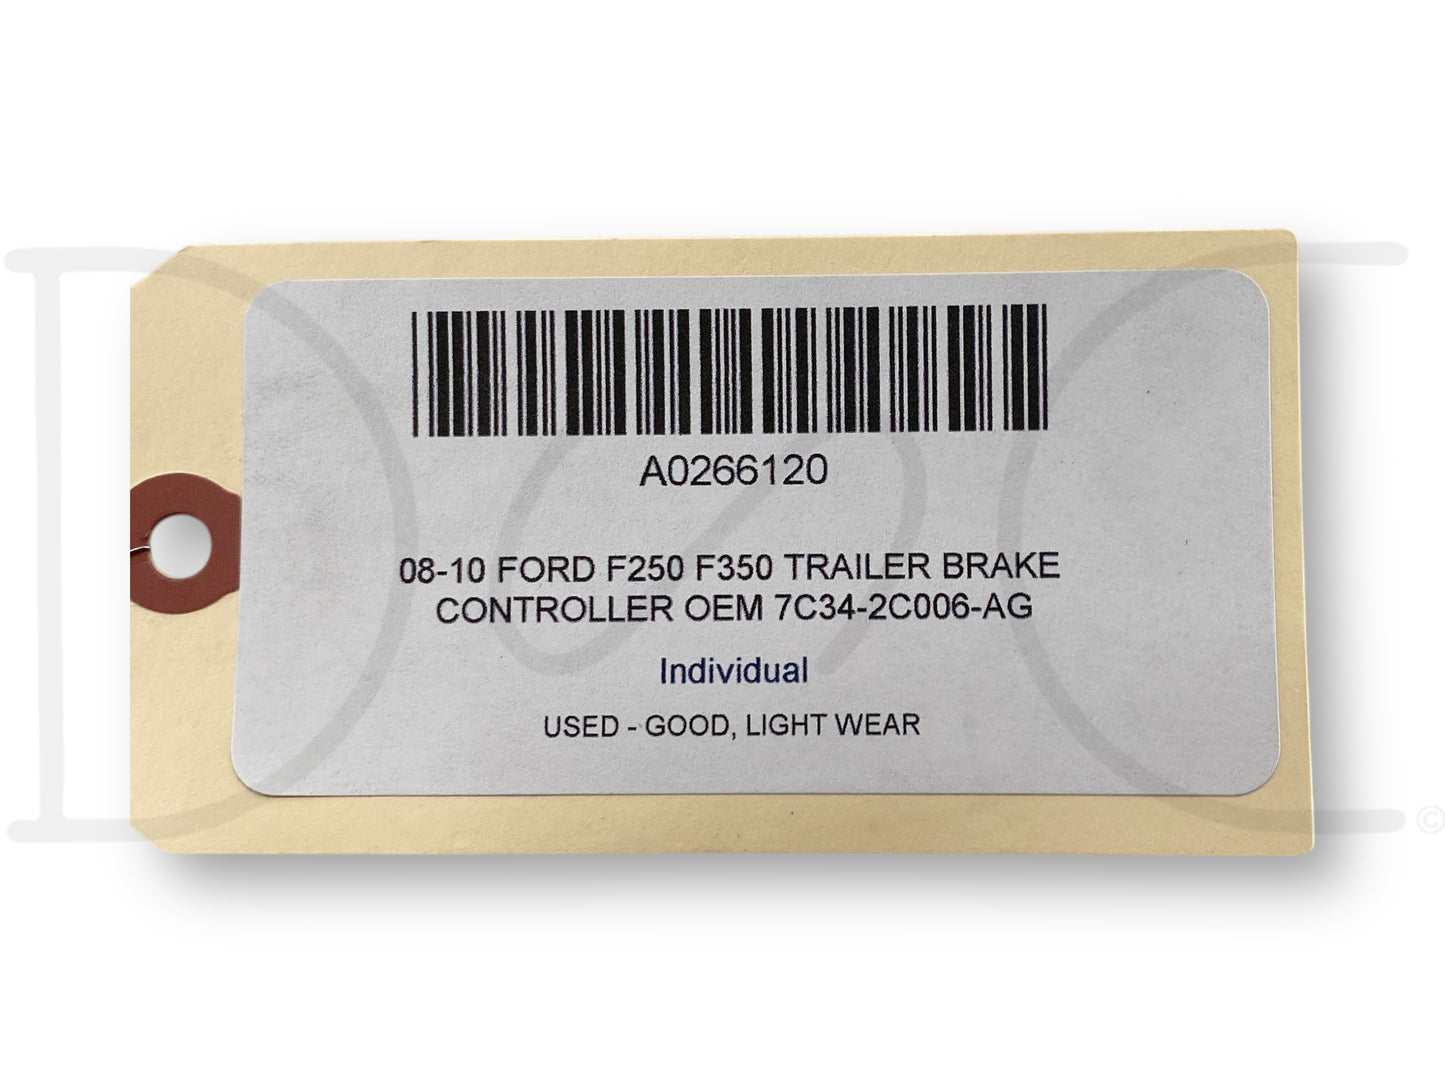 A0266120
08-10 FORD F250 F350 TRAILER BRAKE
CONTROLLER OEM 7C34-2C006-AG
Individual
USED - GOOD, LIGHT WEAR
©